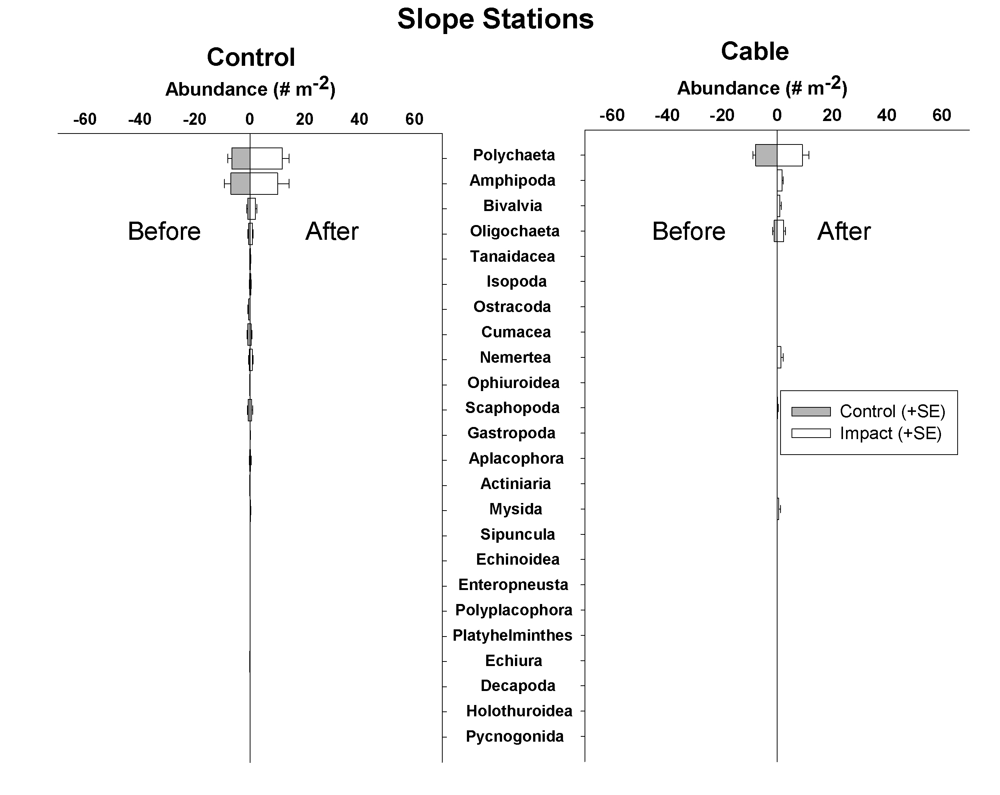 Slope Stations
Control
Abundance (# m-2)
-60 -40 -20 0 20 40 60
Cable
Abundance (# m-2)
-60 -40 -20 0 20 40 60
Polychaeta
Amphipoda
Bivalvia
Oligochaeta
Tanaidacea
Isopoda
Ostracoda
Cumacea
Nemertea
Ophiuroidea
Scaphopoda
Gastropoda
Aplacophora
Actiniaria
Mysida
Sipuncula
Echinoidea
Enteropneusta
Polyplacophora
Platyhelminthes
Echiura
Decapoda
Holothuroidea
Pycnogonida
Before After
Before After
Control (+SE)
Impact (+SE)